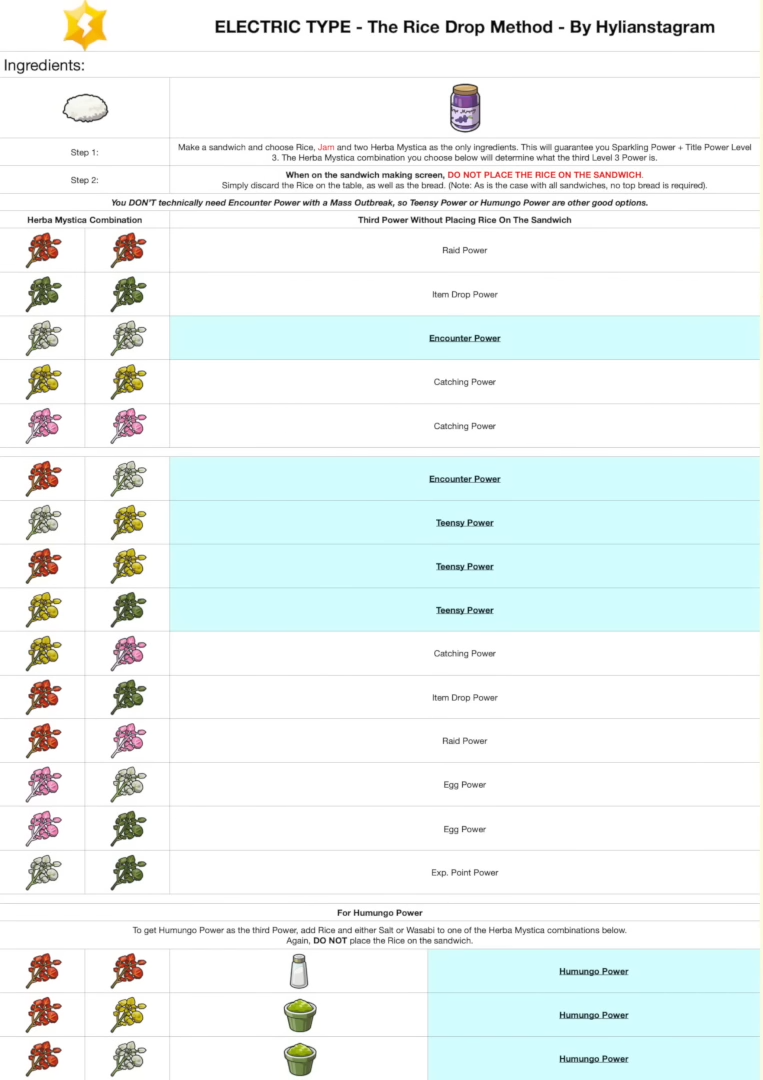 ELECTRIC TYPE - The Rice Drop Method - By Hylianstagram
Ingredients:
Step 1:
Make a sandwich and choose Rice, Jam and two Herba Mystica as the only ingredients. This will guarantee you Sparkling Power + Title Power Level
3. The Herba Mystica combination you choose below will determine what the third Level 3 Power is.
Step 2:
When on the sandwich making screen, DO NOT PLACE THE RICE ON THE SANDWICH.
Simply discard the Rice on the table, as well as the bread. (Note: As is the case with all sandwiches, no top bread is required).
You DON'T technically need Encounter Power with a Mass Outbreak, so Teensy Power or Humungo Power are other good options.
Herba Mystica Combination
Third Power Without Placing Rice On The Sandwich
Raid Power
Item Drop Power
Encounter Power
Catching Power
Catching Power
Encounter Power
Teensy Power
Teensy Power
Teensy Power
Catching Power
Item Drop Power
Raid Power
Egg Power
Egg Power
Exp. Point Power
For Humungo Power
To get Humungo Power as the third Power, add Rice and either Salt or Wasabi to one of the Herba Mystica combinations below.
Again, DO NOT place the Rice on the sandwich.
Humungo Power
Humungo Power
Humungo Power